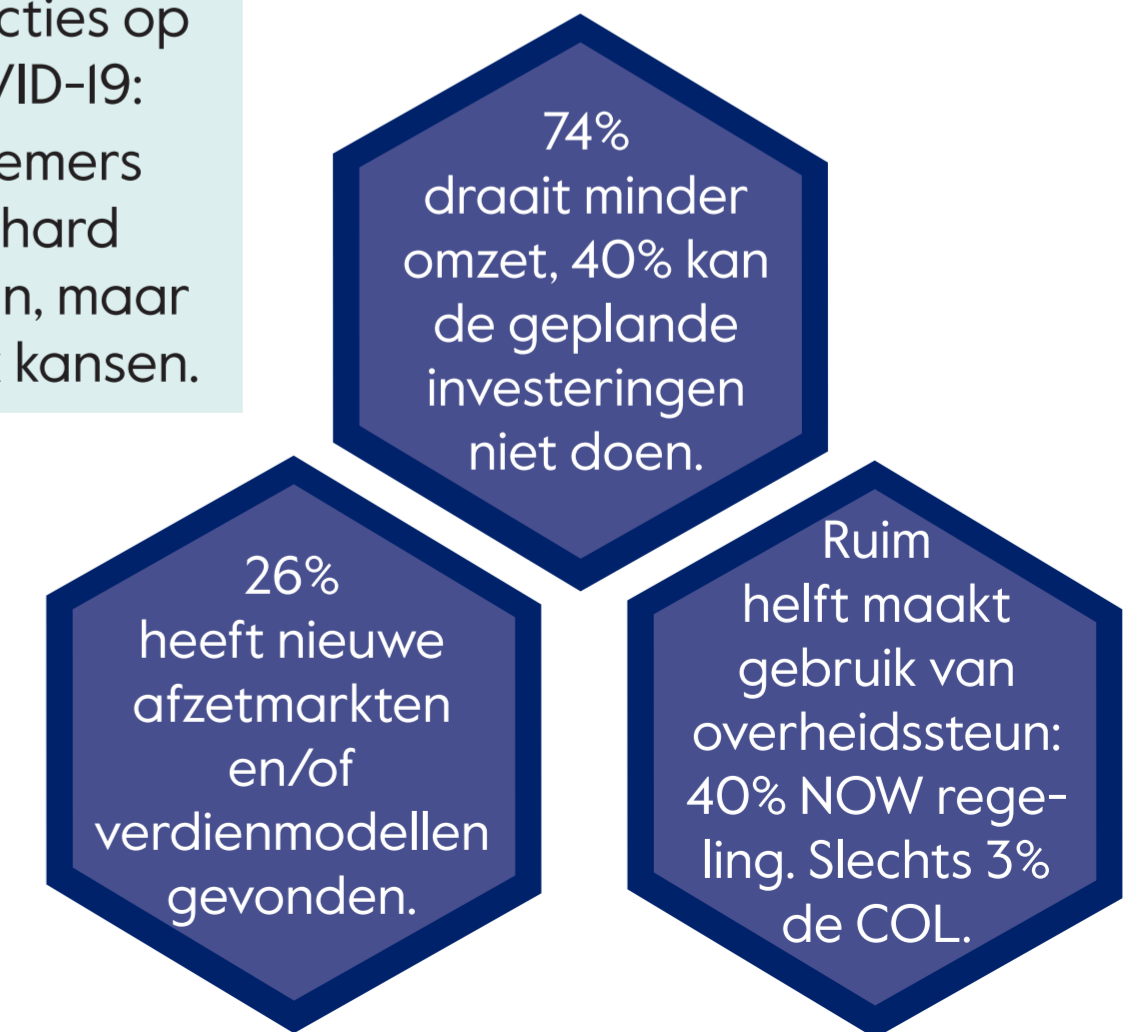 cties op
VID-19:
emers
hard
n, maar
kansen.
74%
draait minder
omzet, 40% kan
de geplande
investeringen
niet doen.
26%
heeft nieuwe
afzetmarkten
en/of
verdienmodellen
gevonden.
Ruim
helft maakt
gebruik van
overheidssteun:
40% NOW rege-
ling. Slechts 3%
de COL.